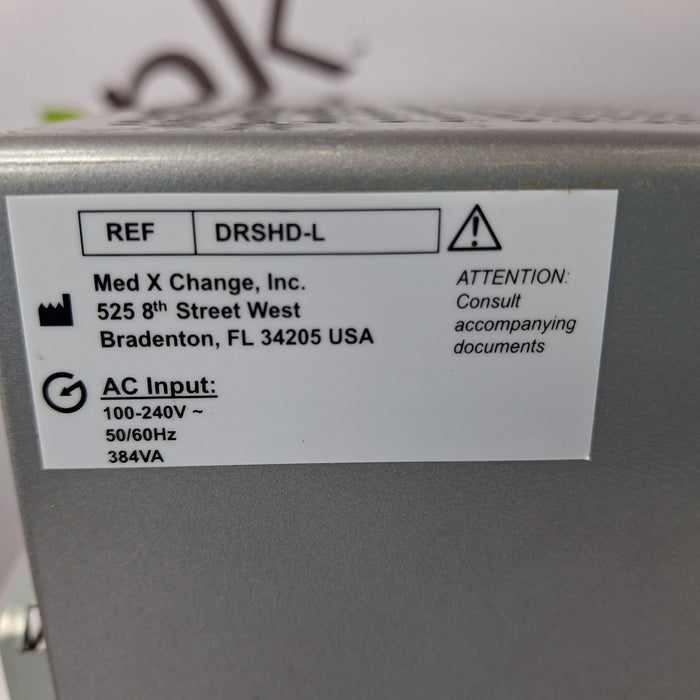 REF DRSHD-L
Med X Change, Inc.
525 8th Street West
Bradenton, FL 34205 USA
ATTENTION:
Consult
accompanying
documents
AC Input:
100-240V ~
50/60Hz
384VA